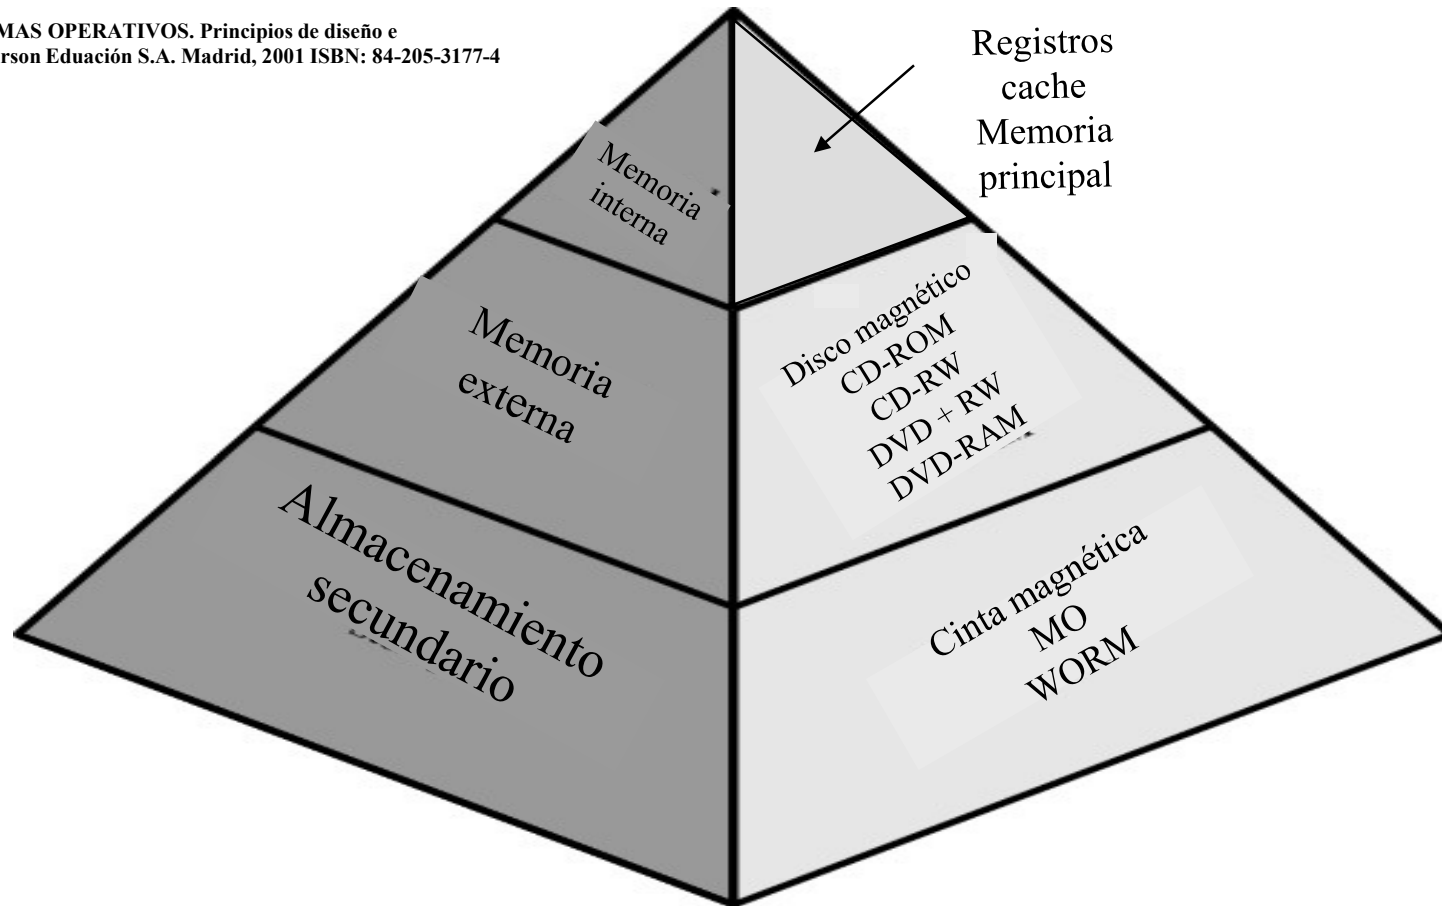 MAS OPERATIVOS. Principios de diseño e
rson Eduación S.A. Madrid, 2001 ISBN: 84-205-3177-4
Registros
cache
Memoria
principal
Memoria
interna
Memoria
externa
Disco magnético
CD-ROM
CD-RW
DVD + RW
DVD-RAM
Almacenamiento
secundario
Cinta magnética
MO
WORM